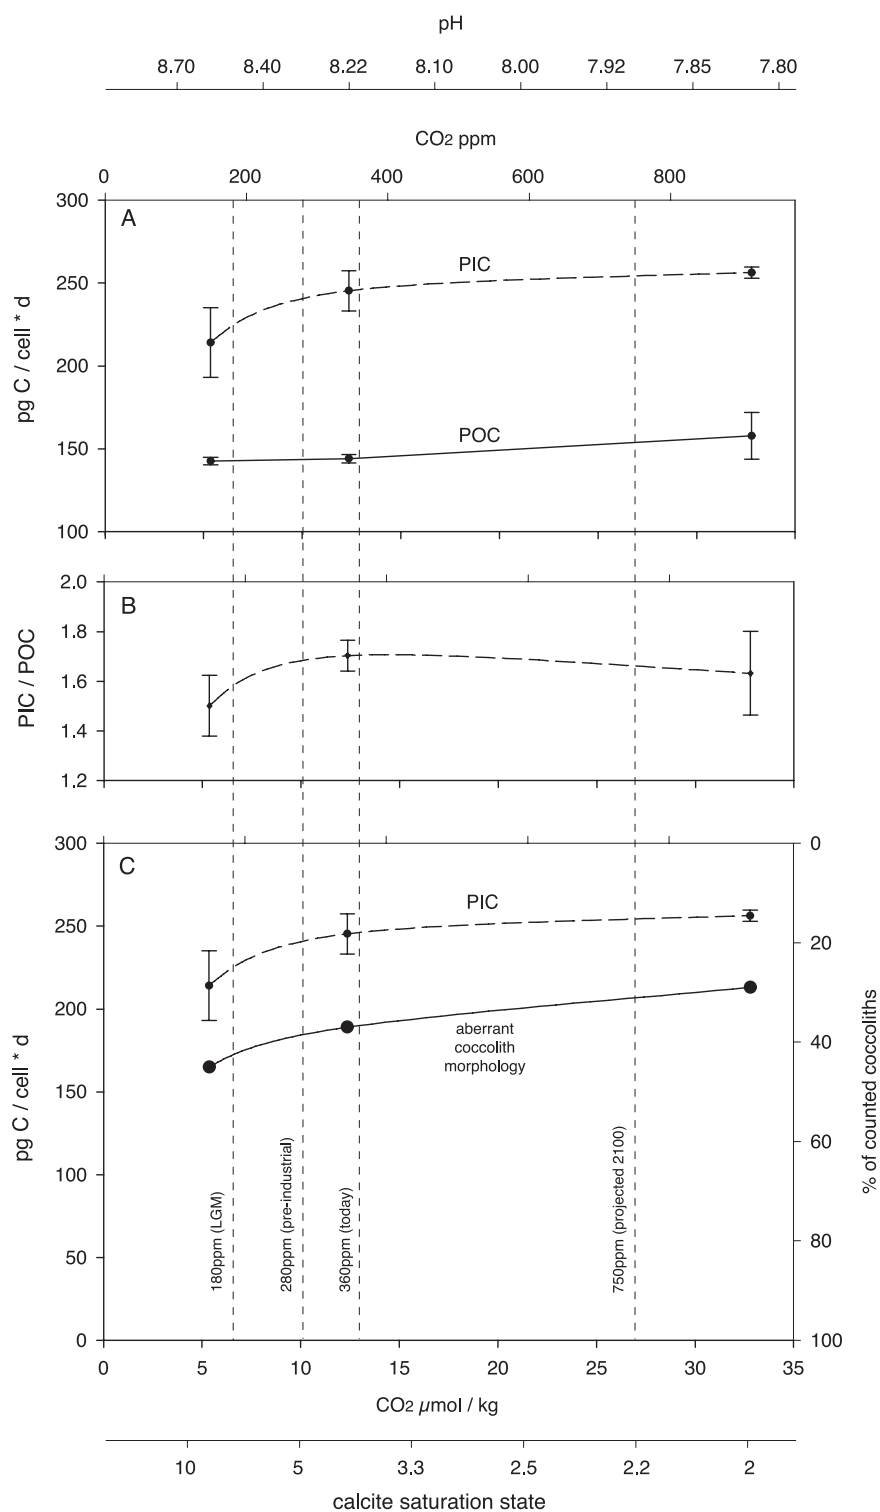 pH
8.70 8.40 8.22 8.10 8.00 7.92 7.88 7.85 7.80
CO2 ppm
0 200 400 600 800
300
250
200
150
100
pg C / cell * d
A
PIC
POC
2.0
1.8
1.6
1.4
1.2
PIC / POC
B
300
250
200
150
100
50
0
pg C / cell * d
C
PIC
aberrant
coccolith
morphology
180ppm (LGM)
280ppm (pre-industrial)
360ppm (today)
750ppm (projected 2100)
0
20
40
60
80
100
% of counted coccoliths
0 5 10 15 20 25 30 35
CO2 µmol / kg
10 5 3.3 2.5 2.2 2
calcite saturation state